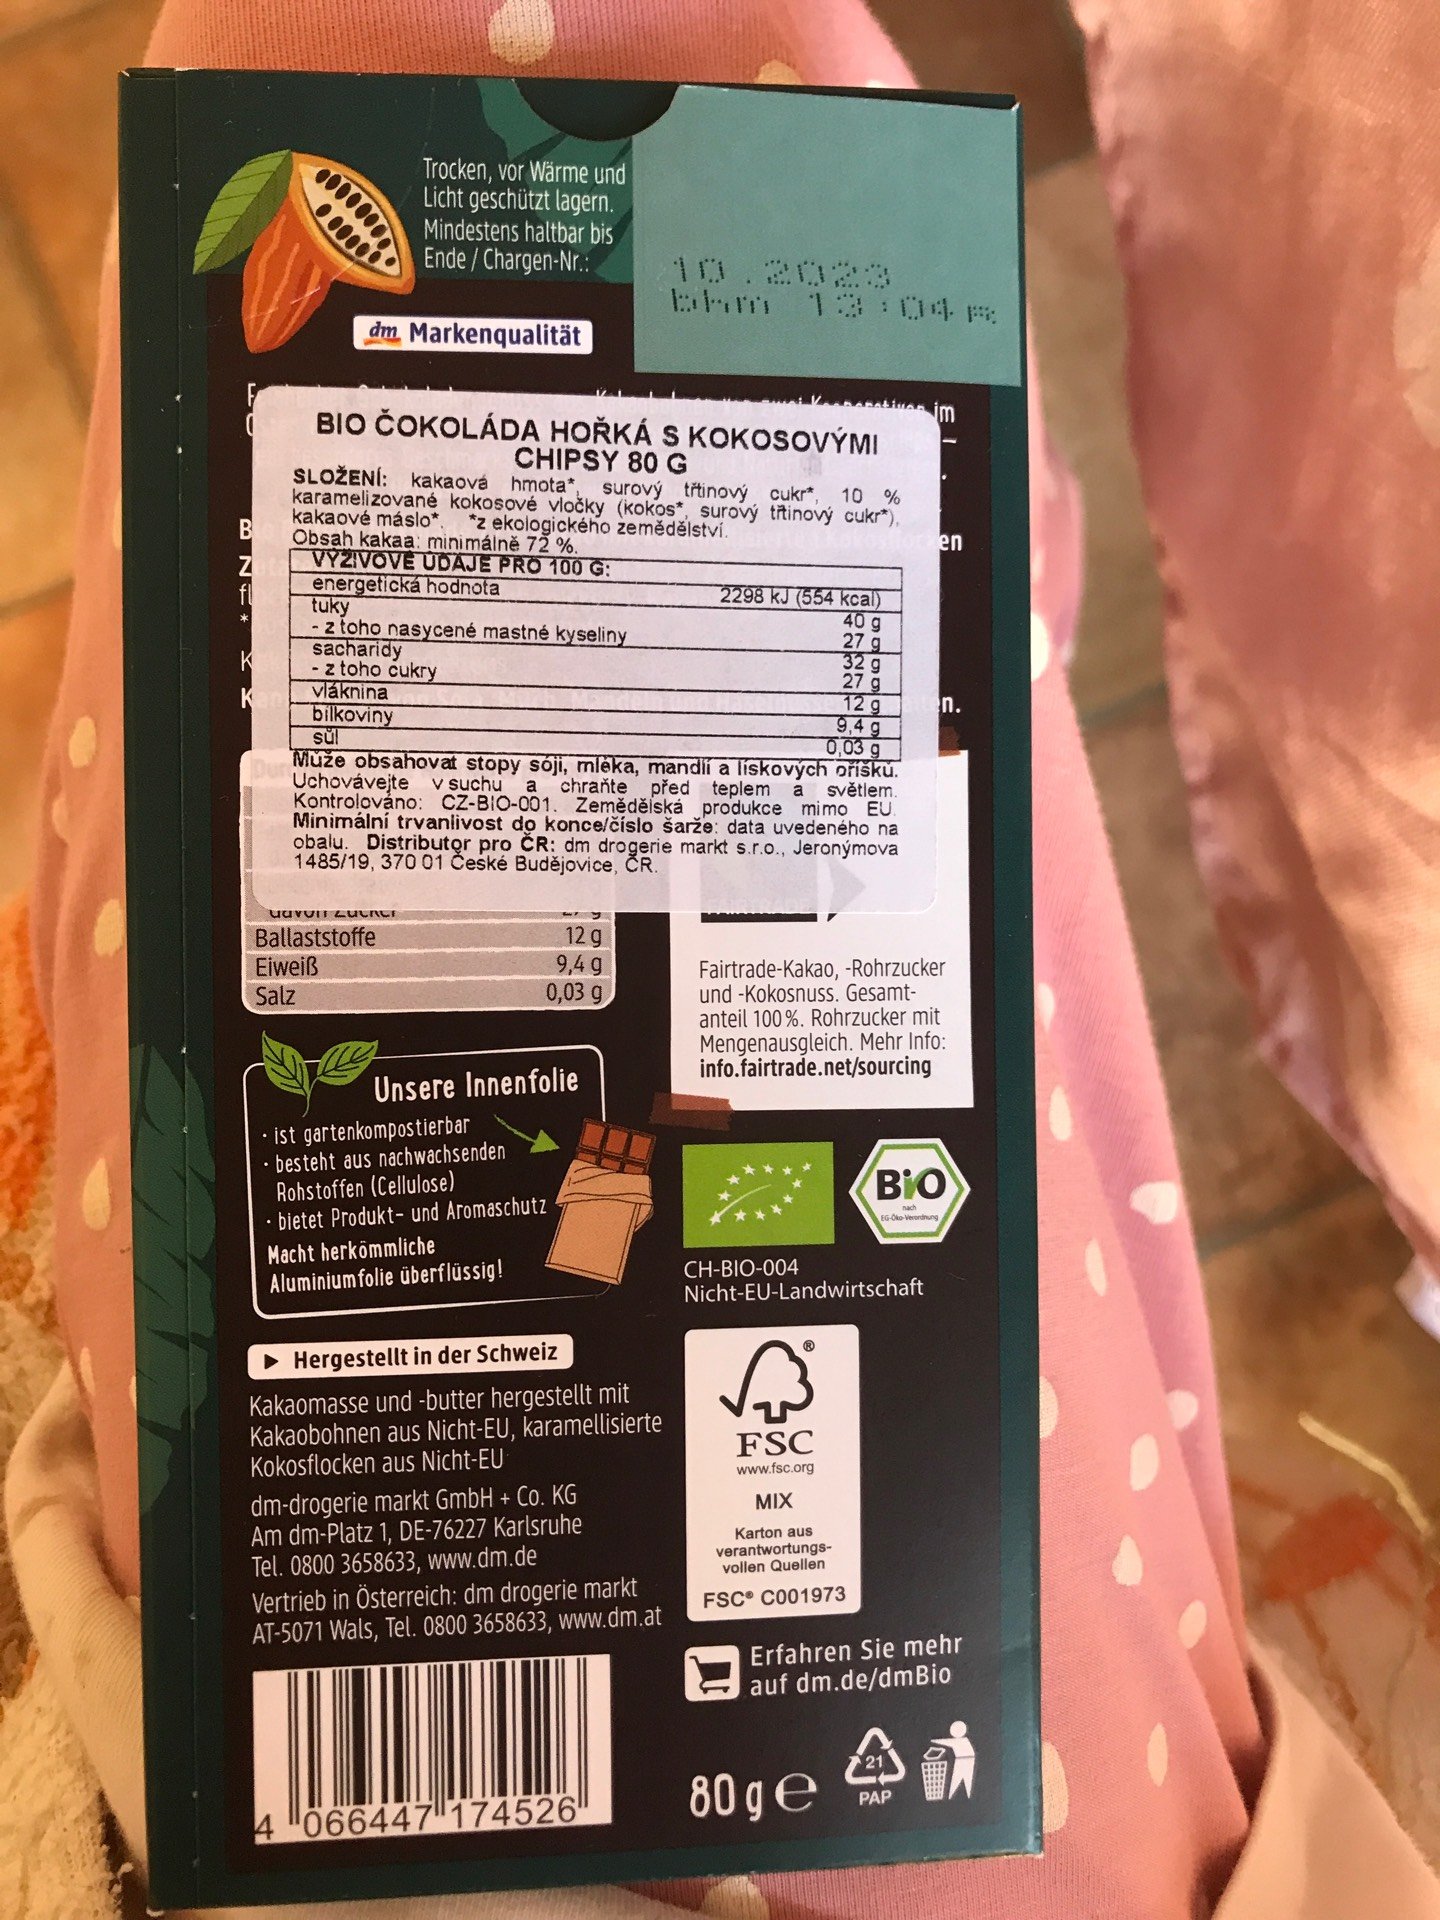 Trocken, vor Wärme und
Licht geschützt lagern.
Mindestens haltbar bis
Ende / Chargen-Nr.:
10.2023
bhm 13:04
dm Markenqualität
im
BIO ČOKOLÁDA HOŘKÁ S KOKOSOVÝMI
CHIPSY 80 G
SLOŽENÍ: kakaová hmota*, surový třtinový cukr*, 10 %
karamelizované kokosové vločky (kokos*, surový třtinový cukr*),
kakaové máslo*. *z ekologického zemědělství.
Obsah kakaa: minimálně 72 %.
VÝŽIVOVÉ ÚDAJE PRO 100 G:
energetická hodnota 2298 kJ (554 kcal)
tuky 40 g
- z toho nasycené mastné kyseliny 27 g
sacharidy 32 g
- z toho cukry 27 g
vláknina 12 g
bílkoviny 9,4 g
sůl 0,03 g
Může obsahovat stopy sóji, mléka, mandlí a lískových oříšků.
Uchovávejte v suchu a chraňte před teplem a světlem.
Kontrolováno: CZ-BIO-001. Zemědělská produkce mimo EU.
Minimální trvanlivost do konce/číslo šarže: data uvedeného na
obalu. Distributor pro ČR: dm drogerie markt s.r.o., Jeronýmova
1485/19, 370 01 České Budějovice, ČR.
davon Zucker 27 g
Ballaststoffe 12 g
Eiweiß 9,4 g
Salz 0,03 g
FAIRTRADE
Fairtrade-Kakao, -Rohrzucker
und -Kokosnuss. Gesamt-
anteil 100%. Rohrzucker mit
Mengenausgleich. Mehr Info:
info.fairtrade.net/sourcing
Unsere Innenfolie
· ist gartenkompostierbar
· besteht aus nachwachsenden
Rohstoffen (Cellulose)
· bietet Produkt- und Aromaschutz
Macht herkömmliche
Aluminiumfolie überflüssig!
Bio
nach
EG-Öko-Verordnung
CH-BIO-004
Nicht-EU-Landwirtschaft
Hergestellt in der Schweiz
Kakaomasse und -butter hergestellt mit
Kakaobohnen aus Nicht-EU, karamellisierte
Kokosflocken aus Nicht-EU
dm-drogerie markt GmbH + Co. KG
Am dm-Platz 1, DE-76227 Karlsruhe
Tel. 0800 3658633, www.dm.de
Vertrieb in Österreich: dm drogerie markt
AT-5071 Wals, Tel. 0800 3658633, www.dm.at
®
FSC
www.fsc.org
MIX
Karton aus
verantwortungs-
vollen Quellen
FSC® C001973
Erfahren Sie mehr
auf dm.de/dmBio
4 066447 174526
80 g e
21
PAP